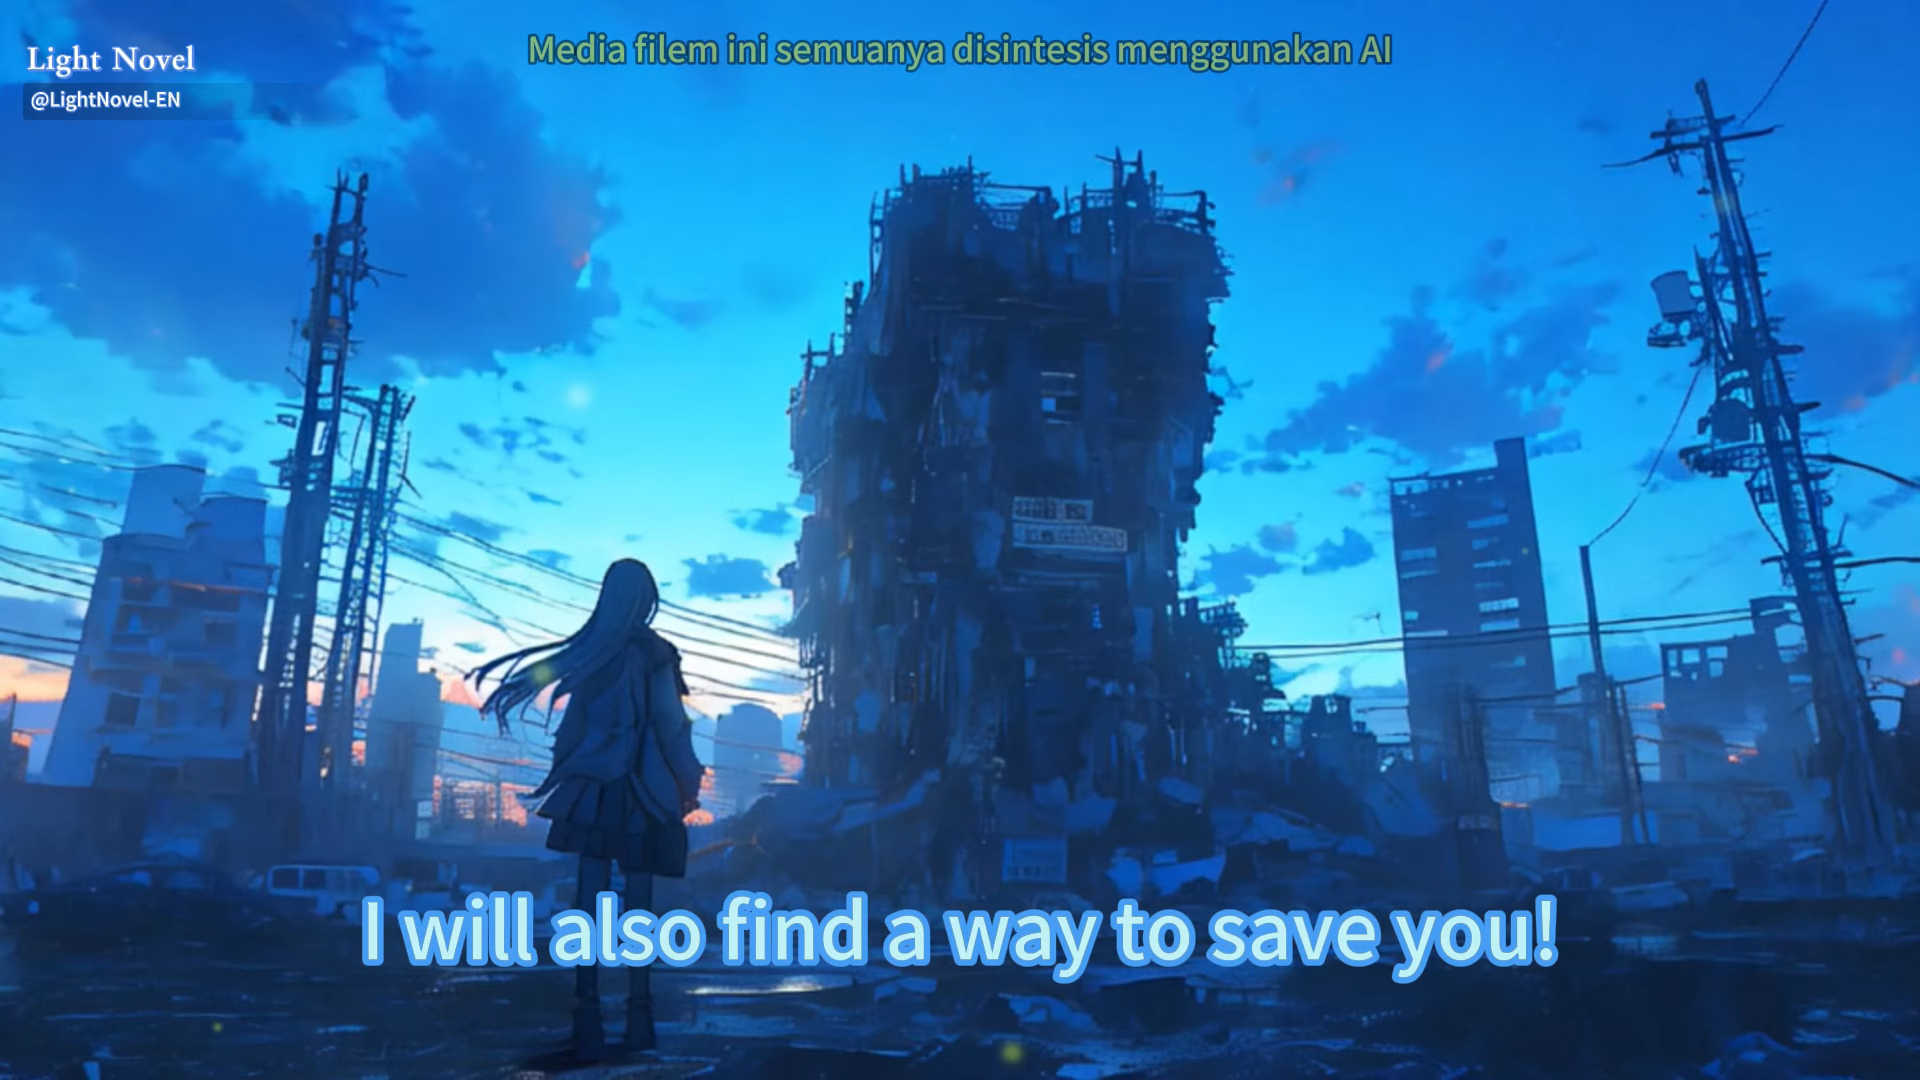 Light Novel
@LightNovel-EN
Media filem ini semuanya disintesis menggunakan AI
I will also find a way to save you!